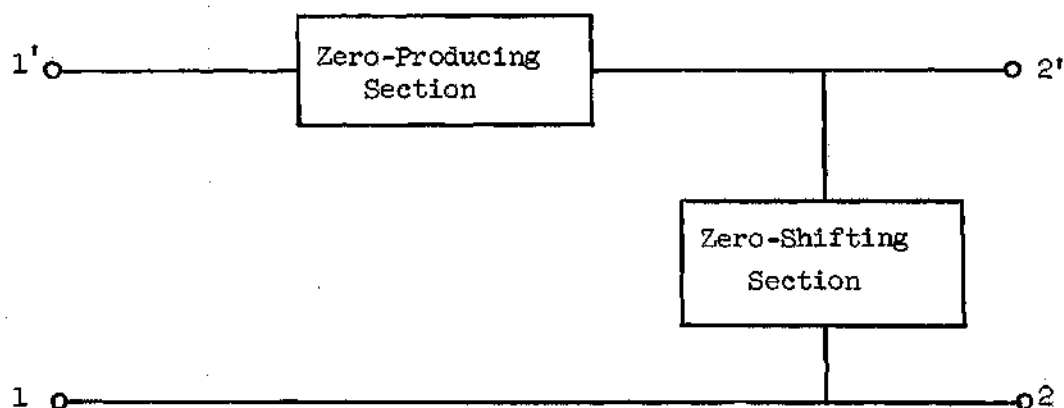 1'
Zero-Producing
Section
2'
Zero-Shifting
Section
1
2